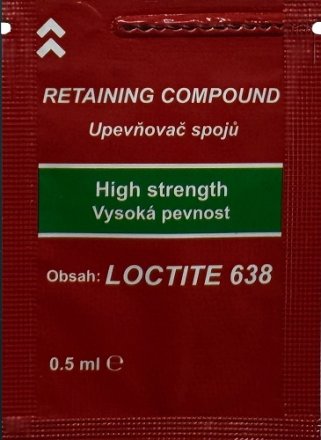 RETAINING COMPOUND
Upevňovač spojů
High strength
Vysoká pevnost
Obsah: LOCTITE 638
0.5 ml ℮